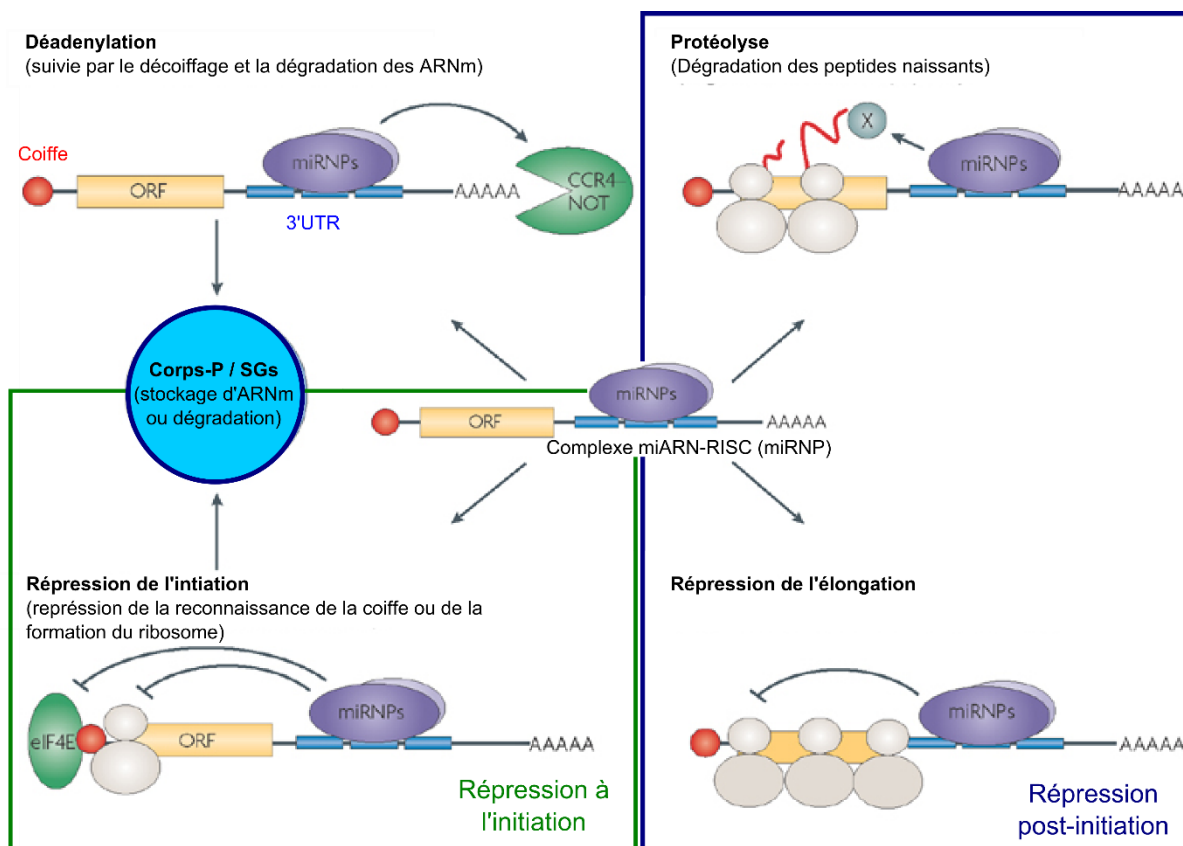 Déadenylation
(suivie par le décoiffage et la dégradation des ARNm)
Coiffe
ORF
miRNPs
3'UTR
AAAAA
CCR4–
NOT
Protéolyse
(Dégradation des peptides naissants)
X
miRNPs
AAAAA
Corps-P / SGs
(stockage d'ARNm
ou dégradation)
miRNPs
ORF
AAAAA
Complexe miARN-RISC (miRNP)
Répression de l'intiation
(représsion de la reconnaissance de la coiffe ou de la
formation du ribosome)
eIF4E
ORF
miRNPs
AAAAA
Répression à
l'initiation
Répression de l'élongation
miRNPs
AAAAA
Répression
post-initiation